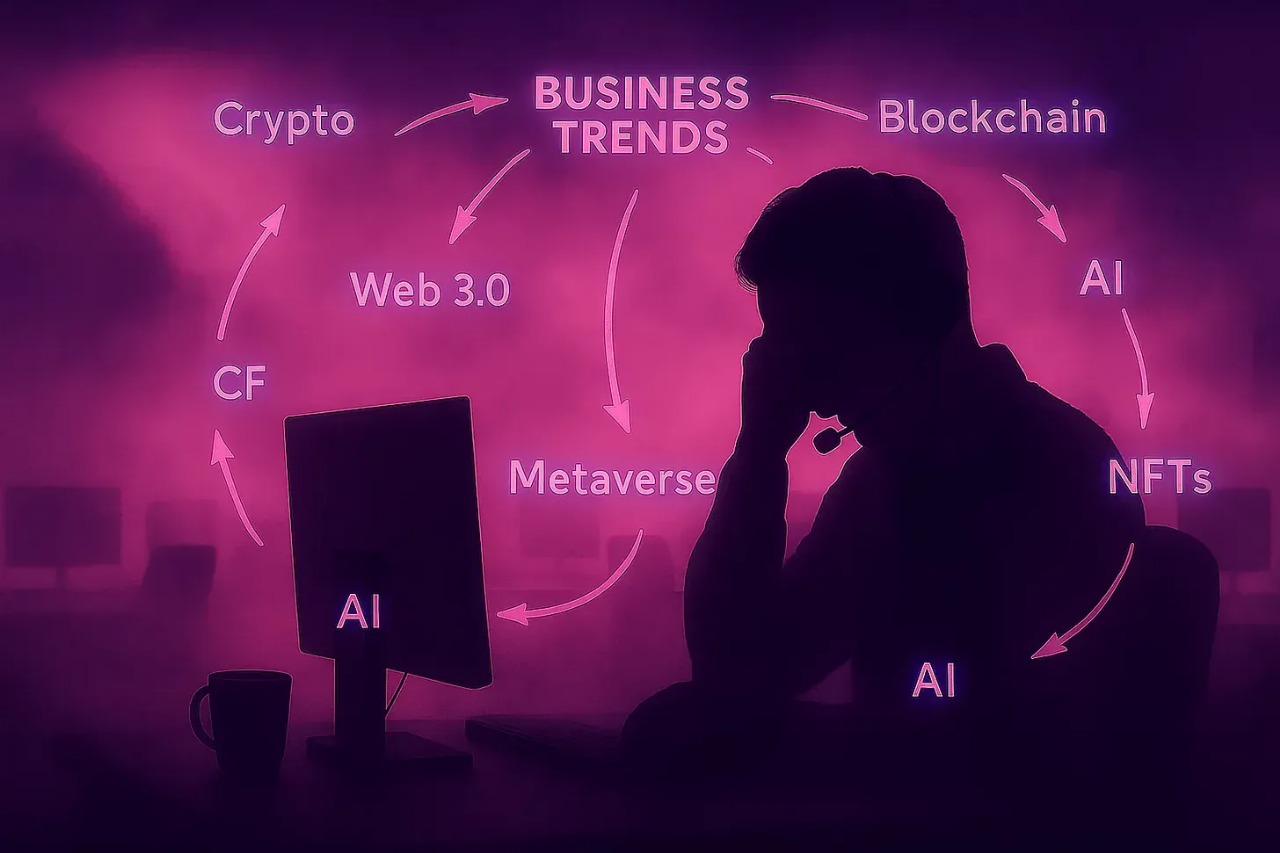 BUSINESS
TRENDS
Crypto
Blockchain
Web 3.0
AI
CF
Metaverse
NFTs
AI
AI